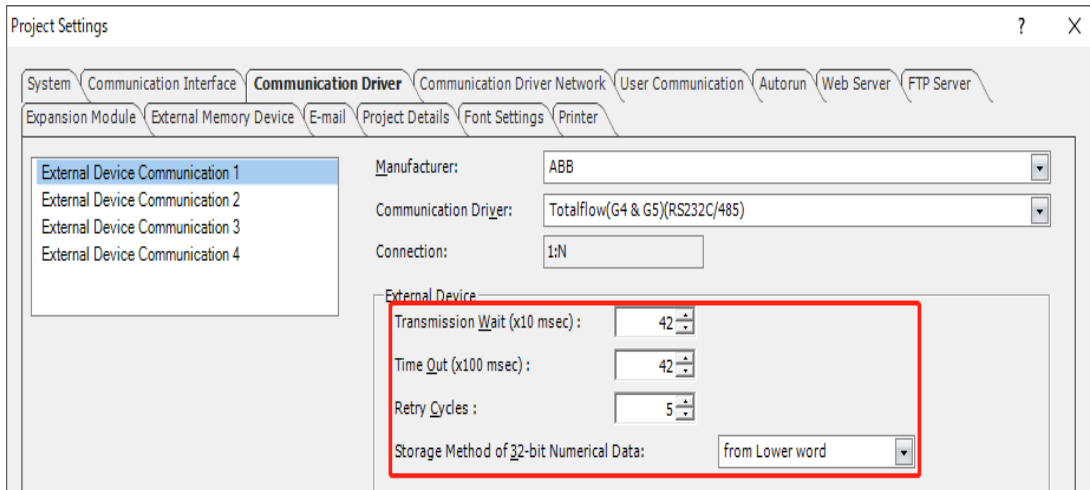 Project Settings ? X
System Communication Interface Communication Driver Communication Driver Network User Communication Autorun Web Server FTP Server
Expansion Module External Memory Device E-mail Project Details Font Settings Printer
External Device Communication 1
External Device Communication 2
External Device Communication 3
External Device Communication 4
Manufacturer: ABB
Communication Driver: Totalflow(G4 & G5)(RS232C/485)
Connection: 1:N
External Device
Transmission Wait (x10 msec) : 42
Time Out (x100 msec) : 42
Retry Cycles : 5
Storage Method of 32-bit Numerical Data: from Lower word